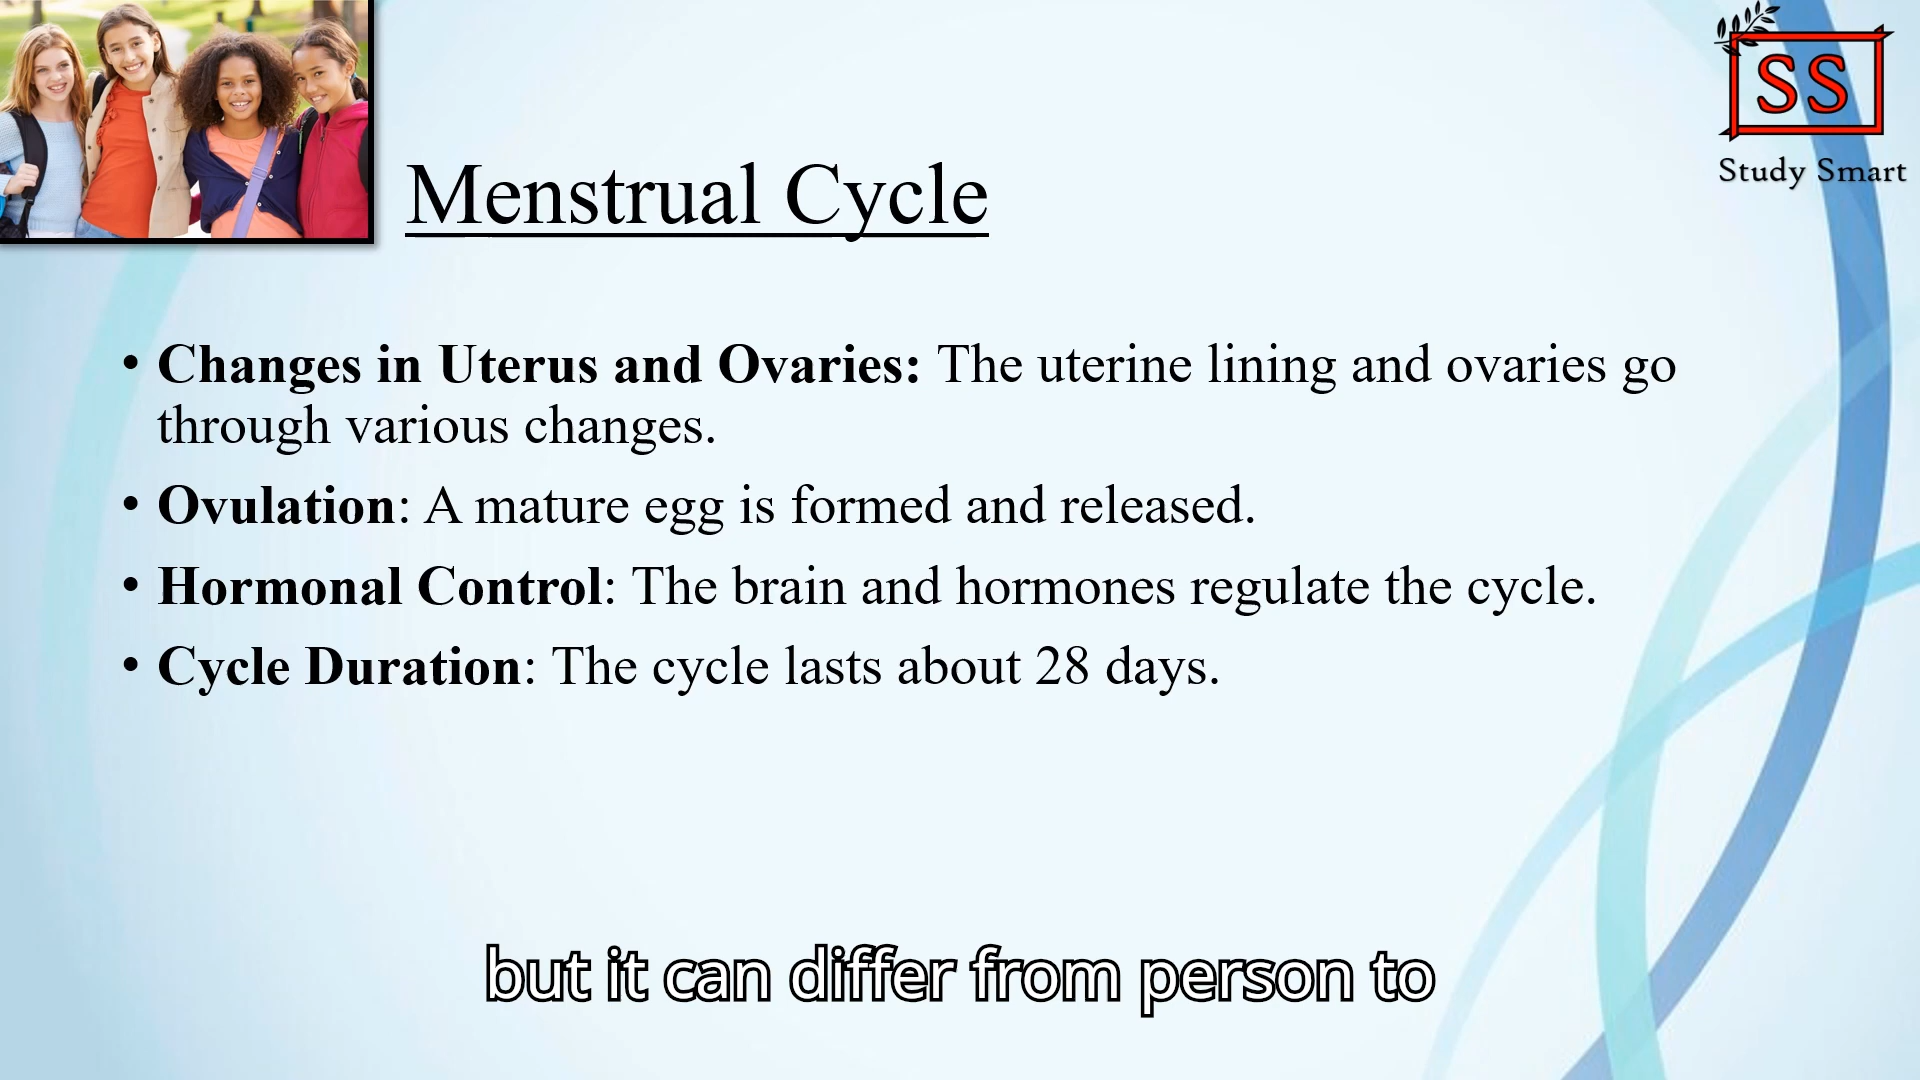 SS
Study Smart
Menstrual Cycle
• Changes in Uterus and Ovaries: The uterine lining and ovaries go
through various changes.
• Ovulation: A mature egg is formed and released.
• Hormonal Control: The brain and hormones regulate the cycle.
• Cycle Duration: The cycle lasts about 28 days.
but it can differ from person to